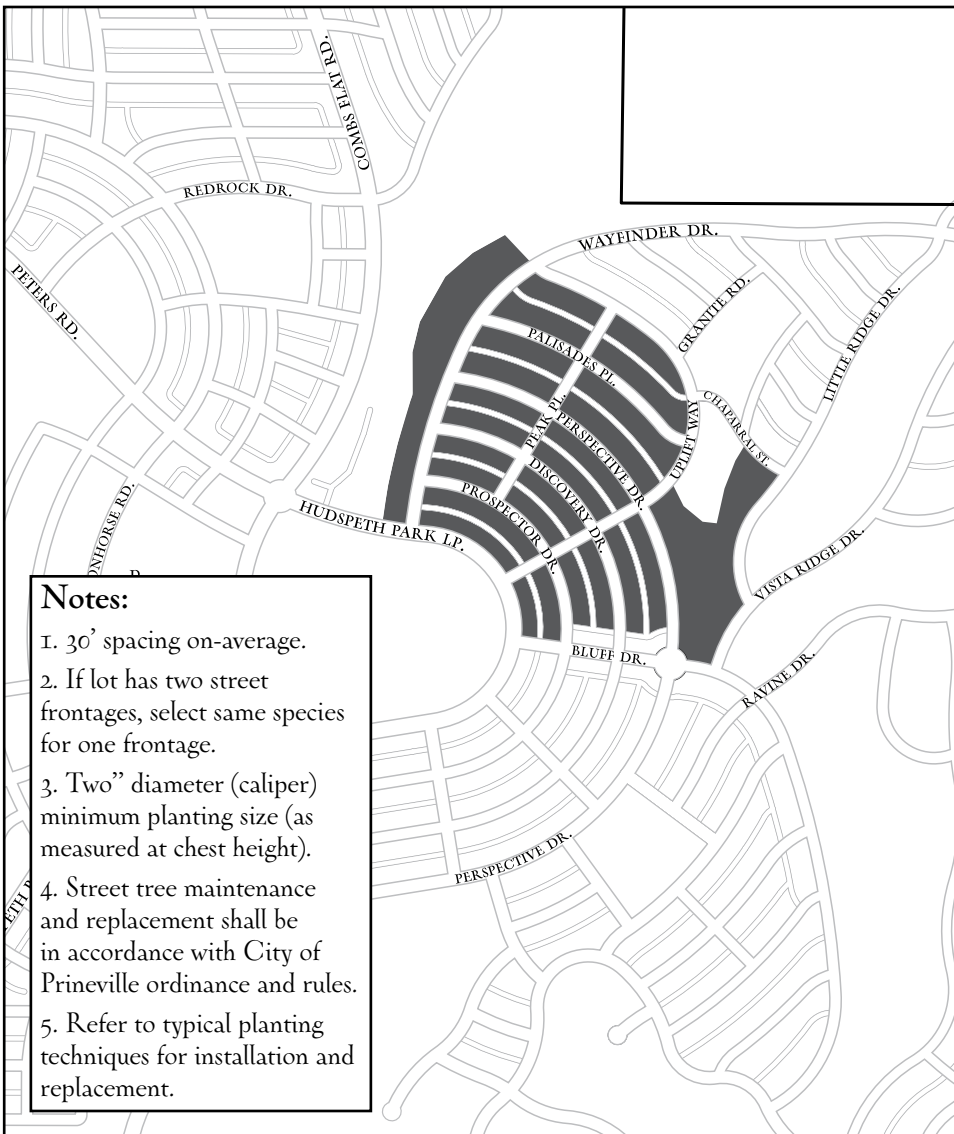 COMBS FLAT RD.
REDROCK DR.
WAYFINDER DR.
PETERS RD.
GRANITE RD.
LITTLE RIDGE DR.
PALISADES PL.
PEAK PL.
CHAPARRAL ST.
UPLIFT WAY
PERSPECTIVE DR.
DISCOVERY DR.
PROSPECTOR DR.
HUDSPETH PARK LP.
VISTA RIDGE DR.
BLUFF DR.
RAVINE DR.
PERSPECTIVE DR.
Notes:
1. 30’ spacing on-average.
2. If lot has two street
frontages, select same species
for one frontage.
3. Two” diameter (caliper)
minimum planting size (as
measured at chest height).
4. Street tree maintenance
and replacement shall be
in accordance with City of
Prineville ordinance and rules.
5. Refer to typical planting
techniques for installation and
replacement.